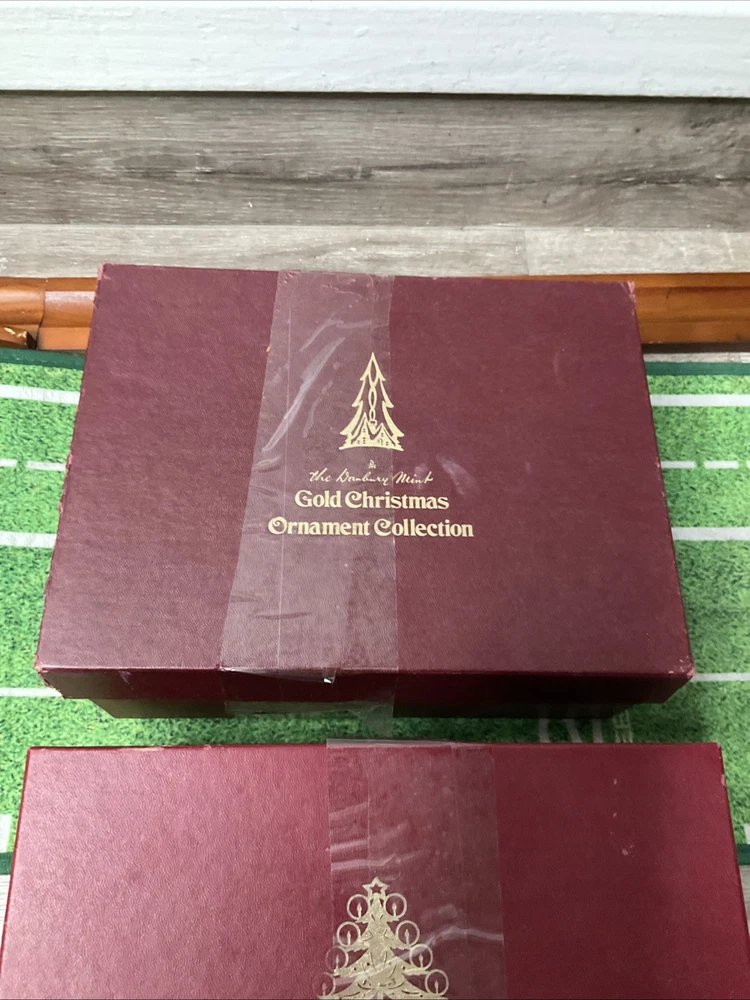 the Danbury Mint
Gold Christmas
Ornament Collection